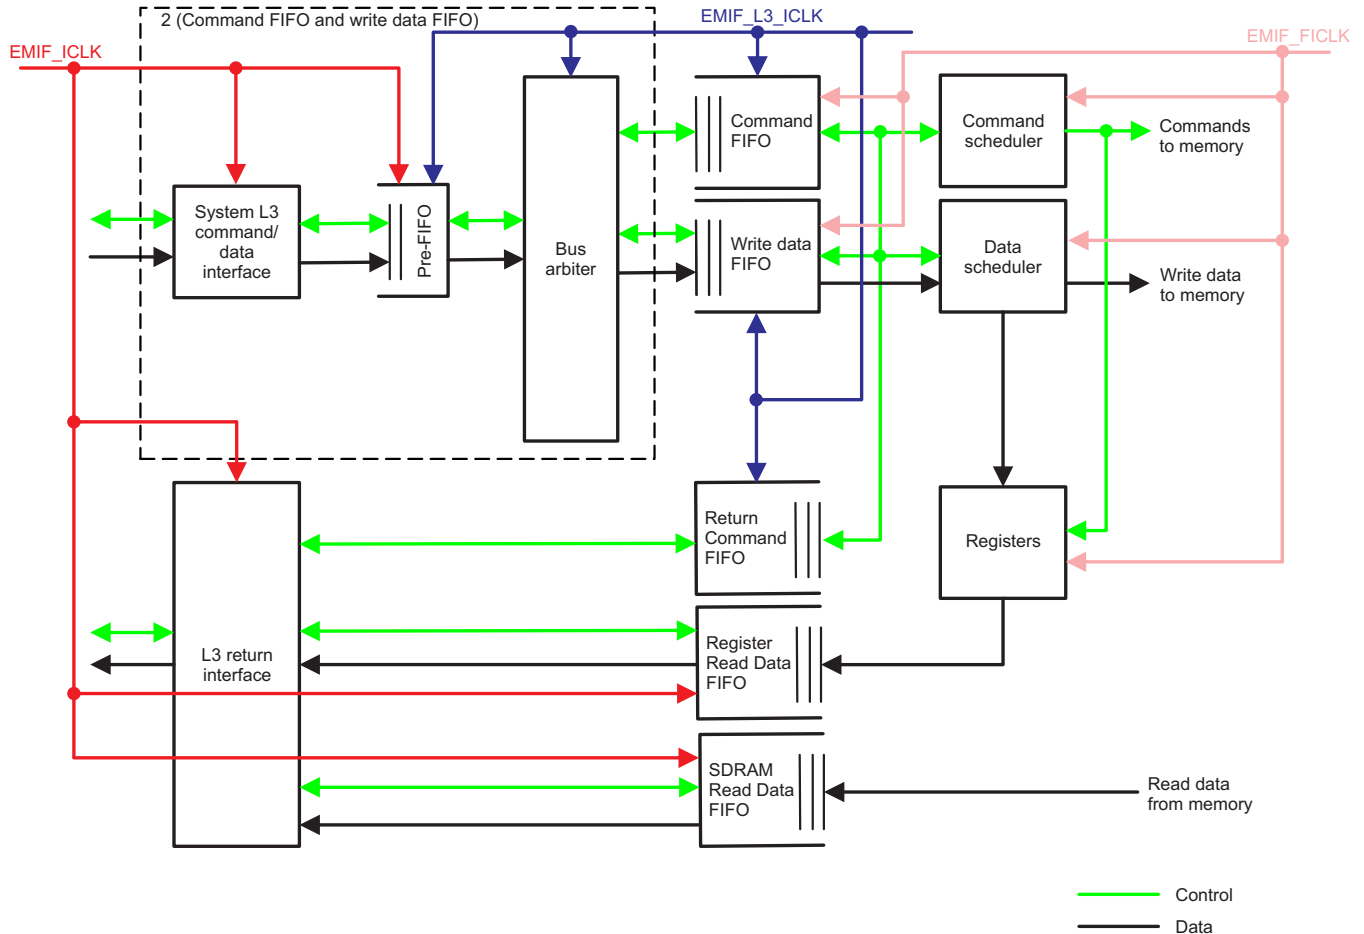 2 (Command FIFO and write data FIFO)
EMIF_L3_ICLK
EMIF_FICLK
EMIF_ICLK
Command
FIFO
Command
scheduler
Commands
to memory
System L3
command/
data
interface
Pre-FIFO
Bus
arbiter
Write data
FIFO
Data
scheduler
Write data
to memory
Return
Command
FIFO
Registers
L3 return
interface
Register
Read Data
FIFO
SDRAM
Read Data
FIFO
Read data
from memory
Control
Data